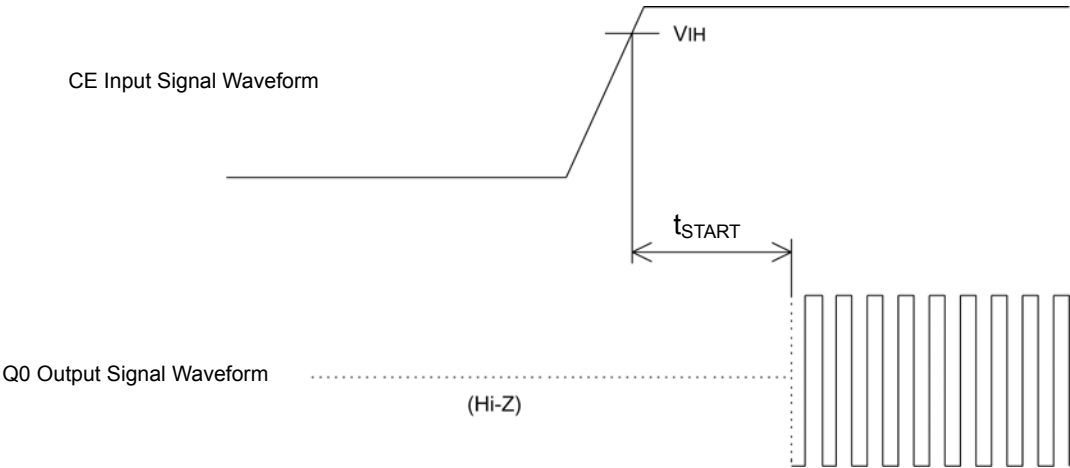 VIH
CE Input Signal Waveform
tSTART
Q0 Output Signal Waveform
(Hi-Z)